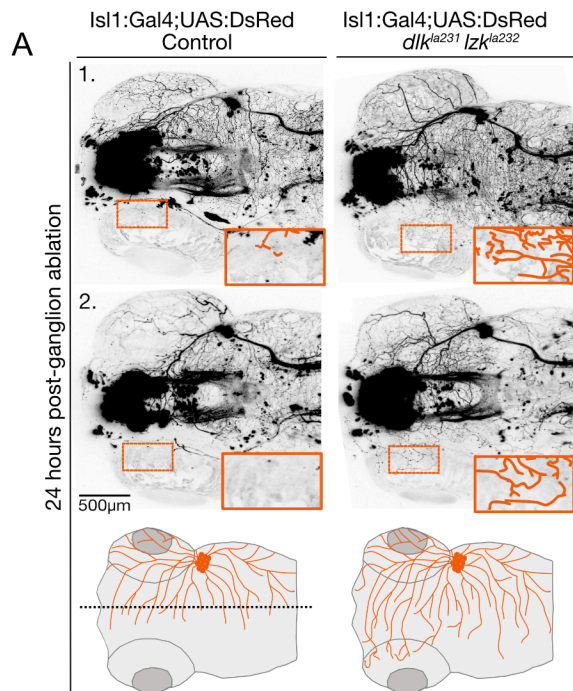 Isl1:Gal4;UAS:DsRed
Control
Isl1:Gal4;UAS:DsRed
dlk^la231 lzk^la232
A
24 hours post-ganglion ablation
1.
2.
500μm